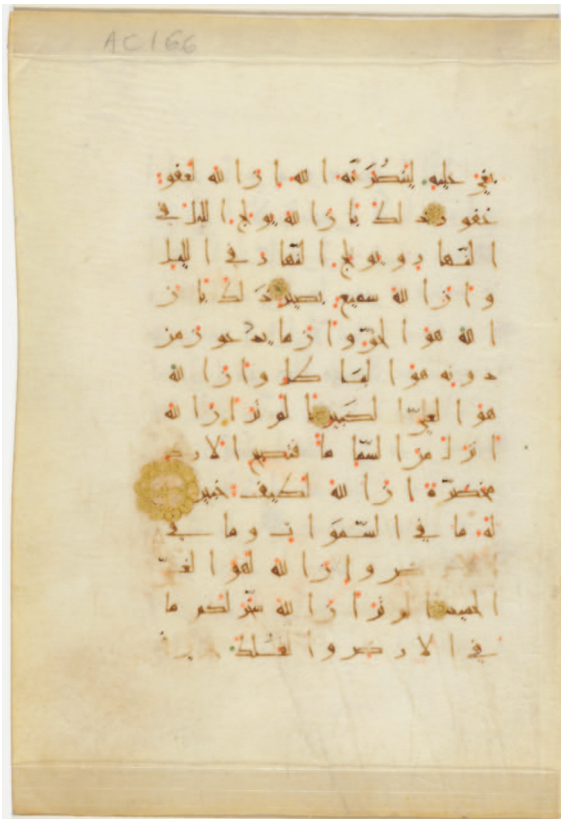 AC166
بغي عليه لينصرنه الله ان الله لعفو
غفور ذلك بان الله يولج الليل في
النهار ويولج النهار في الليل
وان الله سميع بصير ذلك بان
الله هو الحق وان ما يدعون من
دونه هو الباطل وان الله
هو العلي الكبير الم تر ان الله
انزل من السما ما فتصبح الارض
مخضرة ان الله لطيف خبير
له ما في السموات وما في
وان الله لهو الغني
الحميد الم تر ان الله سخر لكم ما
في الارض والفلك